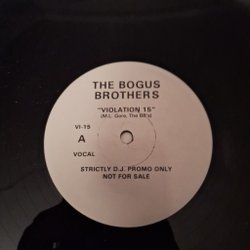 THE BOGUS
BROTHERS
"VIOLATION 15"
(M.L. Gore, The BB's)
VI-15
A
VOCAL
STRICTLY D.J. PROMO ONLY
NOT FOR SALE